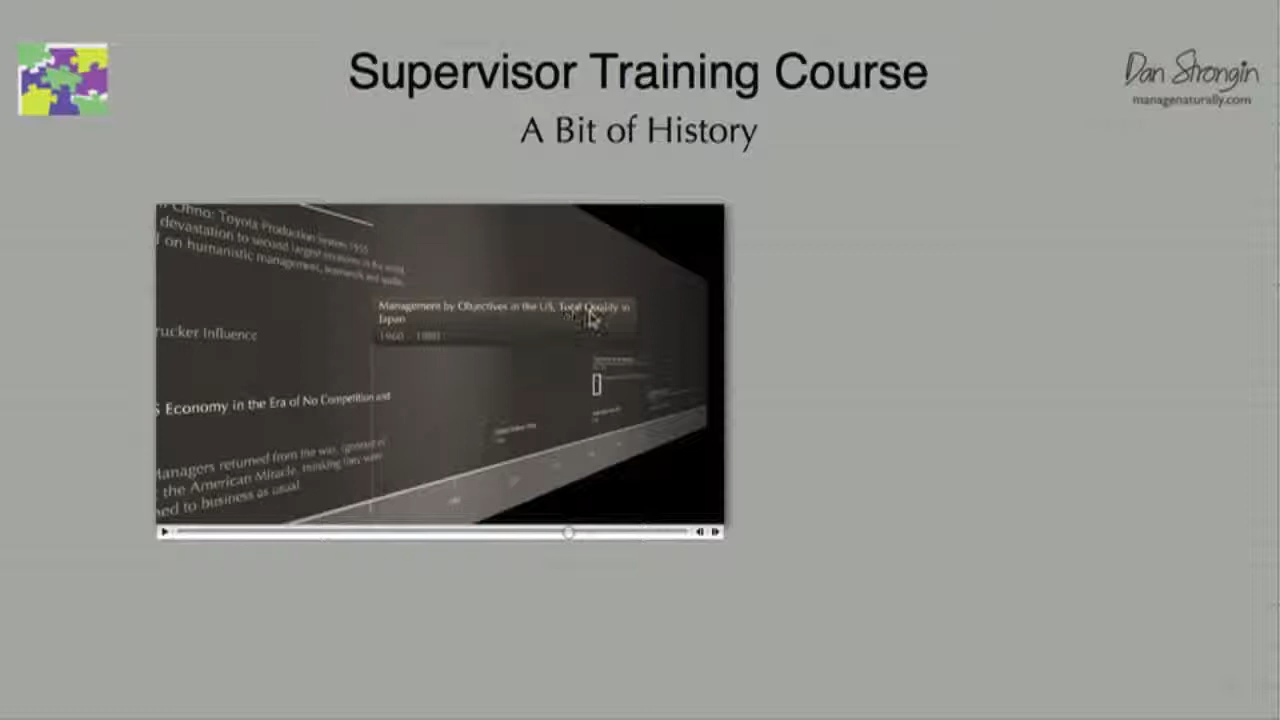 Supervisor Training Course
A Bit of History
Dan Strongin
managenaturally.com
Ohno: Toyota Production System 1955
devastation to second largest economy in the world,
on humanistic management, teamwork and
rucker Influence
Management by Objectives in the US, Total Quality in
Japan
1960 - 1980
S Economy in the Era of No Competition and
Managers returned from the war, ignored
the American Miracle, thinking they were
ned to business as usual.